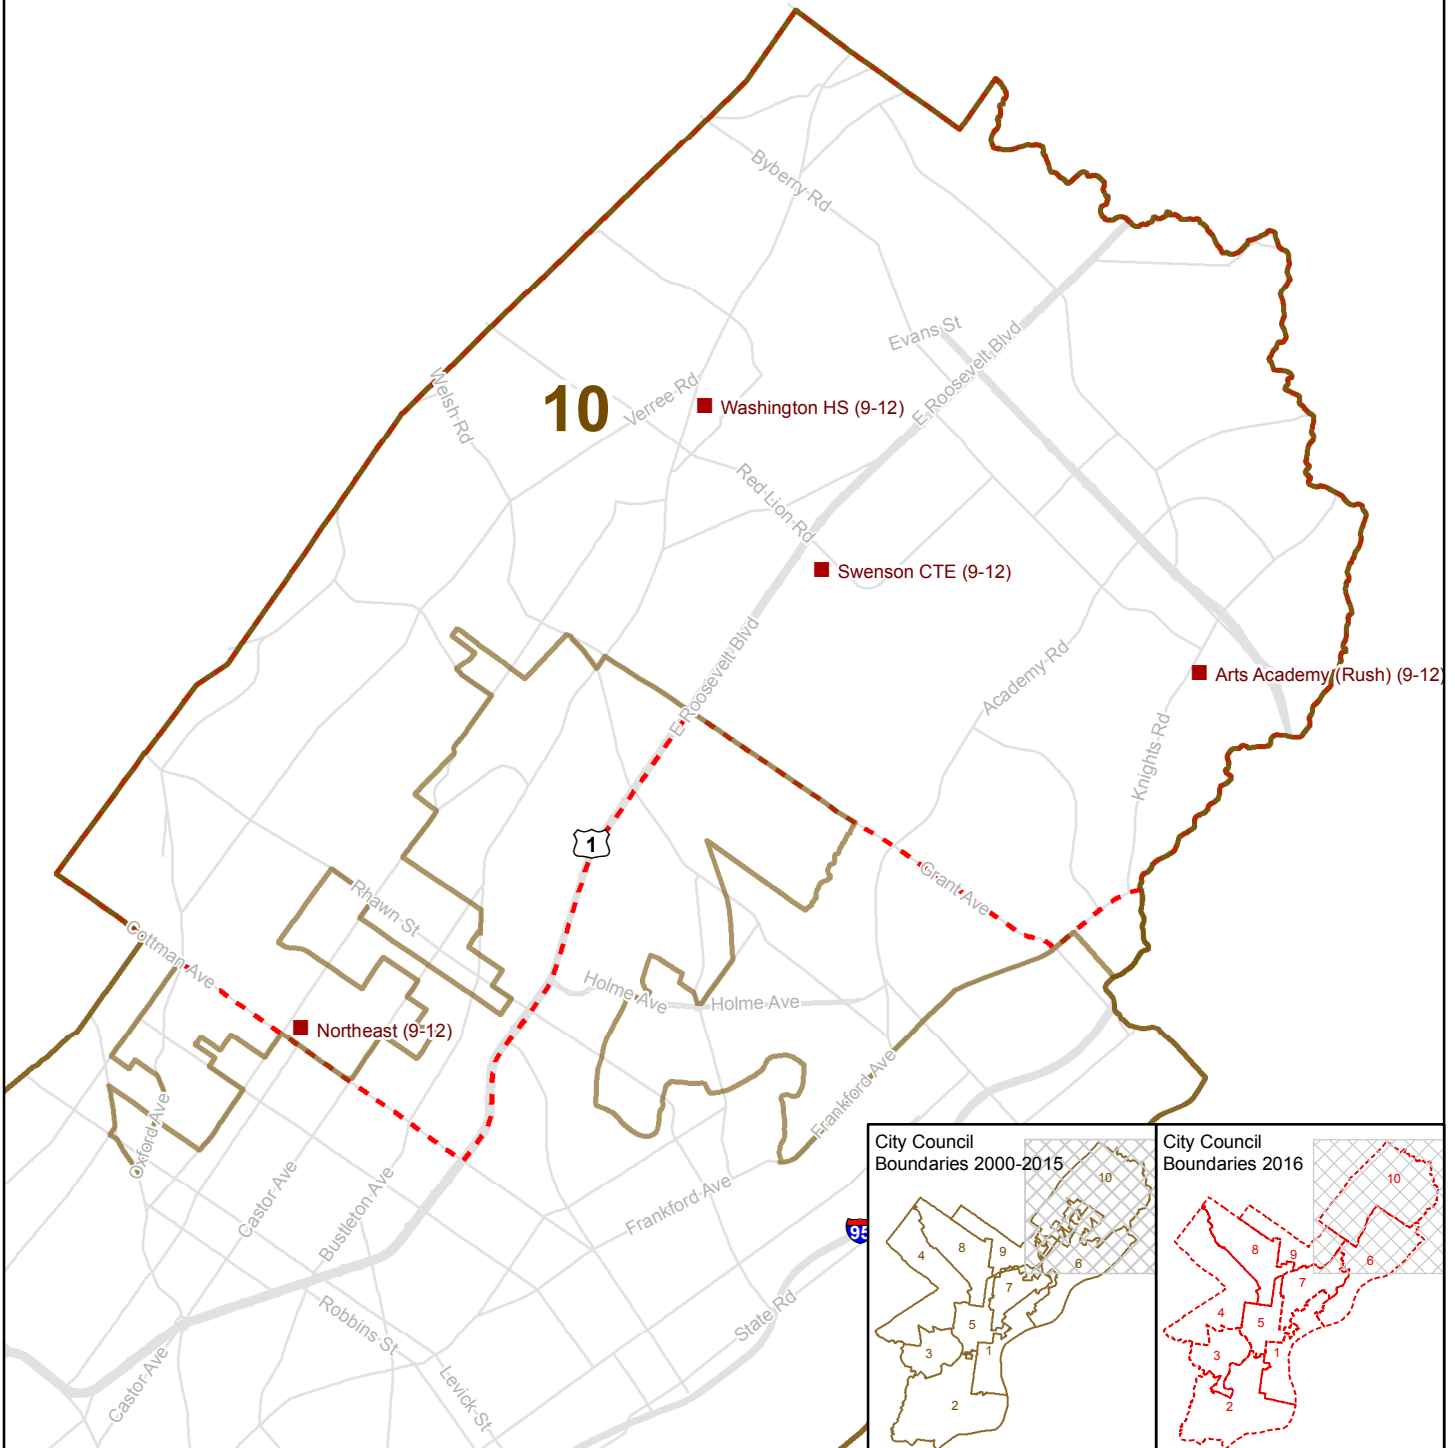 Byberry Rd
Evans St
E Roosevelt Blvd
Welsh Rd
10
Verree Rd
Washington HS (9-12)
Red Lion Rd
Swenson CTE (9-12)
E Roosevelt Blvd
Academy Rd
Arts Academy (Rush) (9-12)
Knights Rd
1
Rhawn St
Grant Ave
Cottman Ave
Holme Ave
Holme Ave
Northeast (9-12)
Frankford Ave
Oxford Ave
Castor Ave
Bustleton Ave
Frankford Ave
95
State Rd
Robbins St
Castor Ave
Levick St
City Council
Boundaries 2000-2015
10
4
8
9
6
7
5
3
1
2
City Council
Boundaries 2016
10
8
9
6
7
4
5
3
1
2